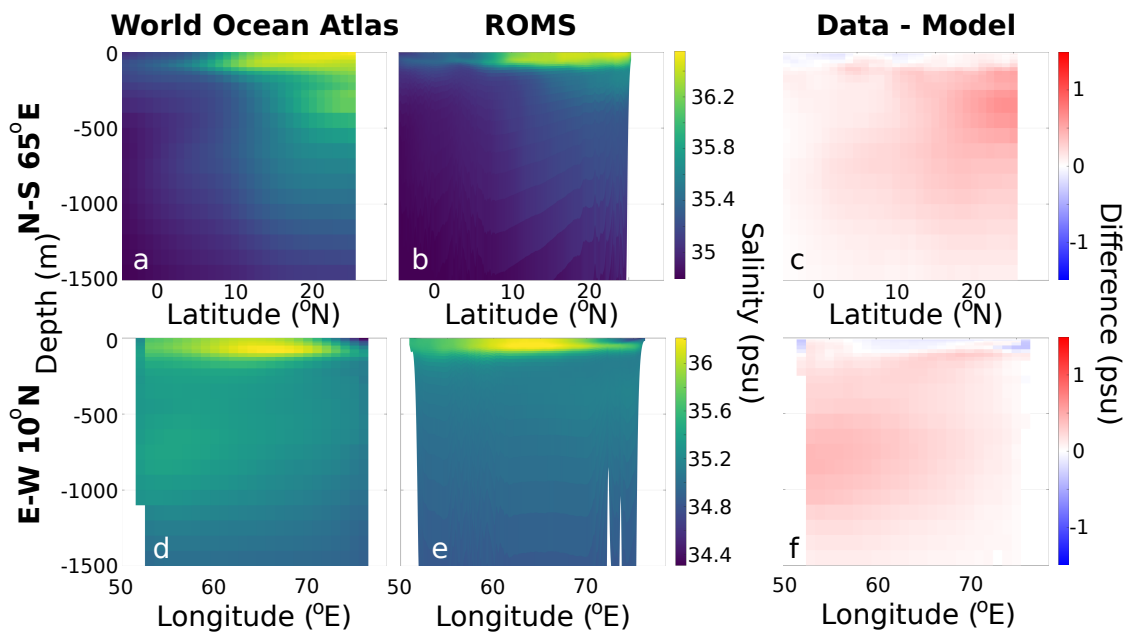 World Ocean Atlas
ROMS
Data - Model
N-S 65°E
Depth (m)
0
-500
-1000
-1500
a
b
c
0 10 20
0 10 20
0 10 20
Latitude (°N)
Latitude (°N)
Latitude (°N)
36.2
35.8
35.4
35
Salinity (psu)
1
0
-1
Difference (psu)
E-W 10°N
0
-500
-1000
-1500
d
e
f
50 60 70
50 60 70
50 60 70
Longitude (°E)
Longitude (°E)
Longitude (°E)
36
35.6
35.2
34.8
34.4
1
0
-1